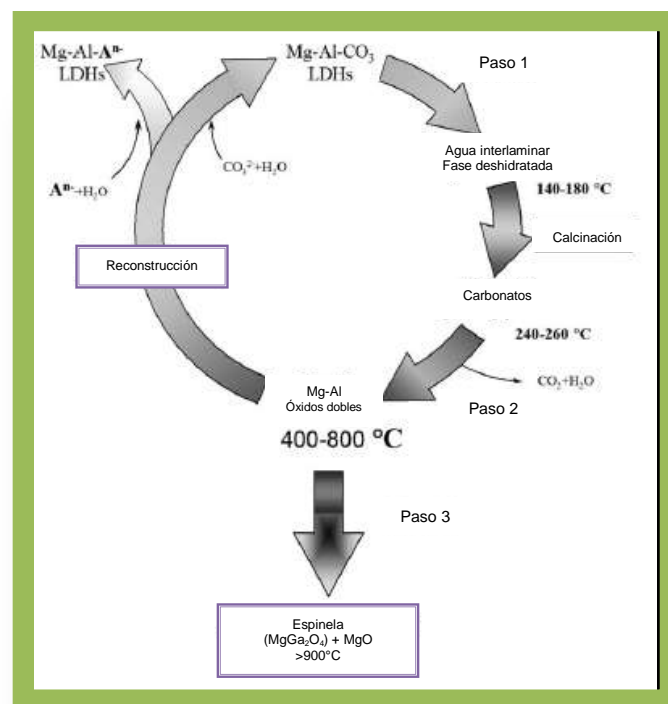 Mg-Al-Aⁿ⁻
LDHs
Mg-Al-CO₃
LDHs
Paso 1
Agua interlaminar
Fase deshidratada
140-180 °C
Calcinación
Carbonatos
240-260 °C
CO₂+H₂O
Paso 2
Mg-Al
Óxidos dobles
400-800 °C
Paso 3
Espinela
(MgGa₂O₄) + MgO
>900°C
Reconstrucción
Aⁿ⁻+H₂O
CO₃²⁻+H₂O